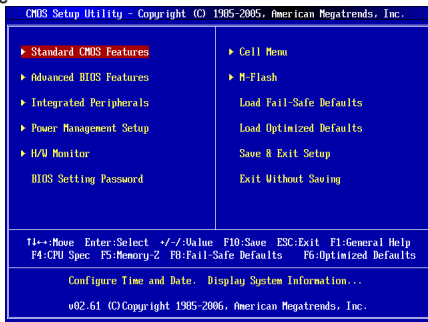 CMOS Setup Utility - Copyright (C) 1985-2005, American Megatrends, Inc.
▶ Standard CMOS Features
▶ Advanced BIOS Features
▶ Integrated Peripherals
▶ Power Management Setup
▶ H/W Monitor
BIOS Setting Password
▶ Cell Menu
▶ M-Flash
Load Fail-Safe Defaults
Load Optimized Defaults
Save & Exit Setup
Exit Without Saving
↑↓←→:Move Enter:Select +/-/:Value F10:Save ESC:Exit F1:General Help
F4:CPU Spec F5:Memory-Z F8:Fail-Safe Defaults F6:Optimized Defaults
Configure Time and Date. Display System Information...
v02.61 (C)Copyright 1985-2006, American Megatrends, Inc.